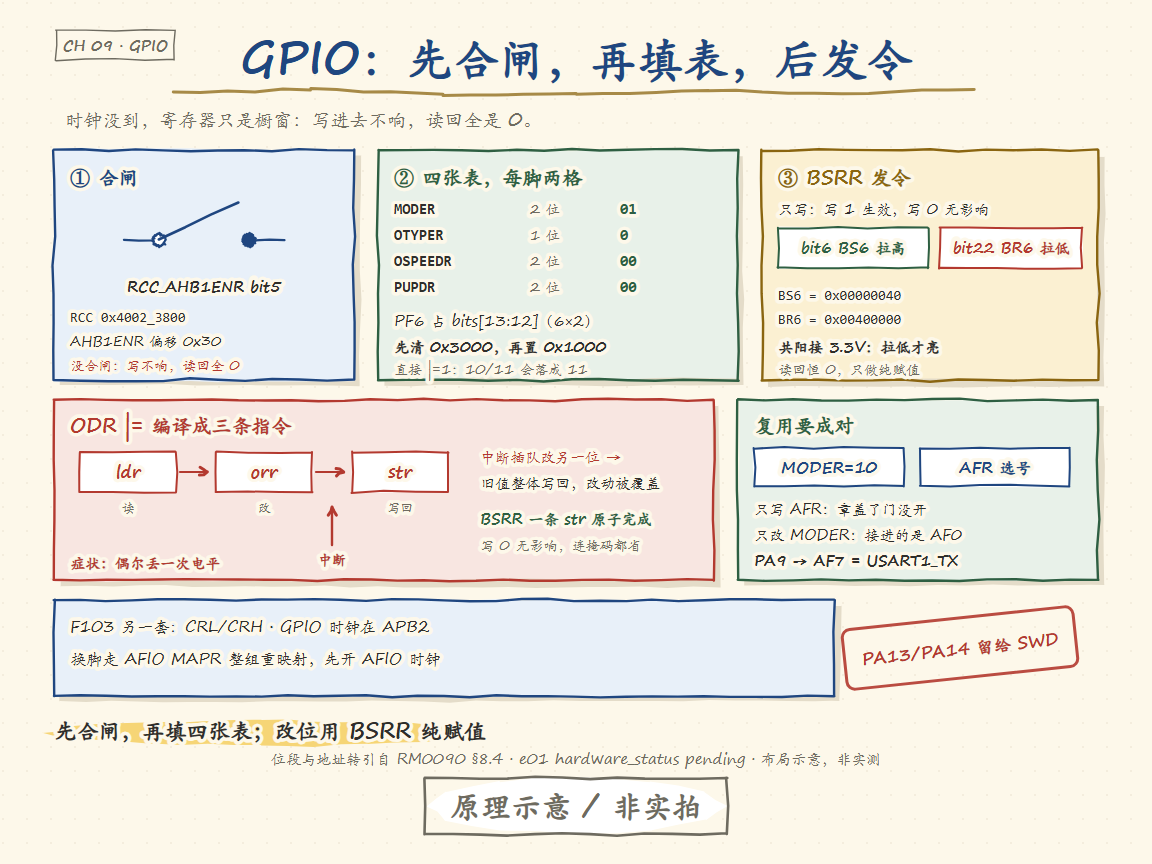 CH 09 · GPIO
GPIO：先合闸，再填表，后发令
时钟没到，寄存器只是橱窗：写进去不响，读回全是 0。
① 合闸
RCC_AHB1ENR bit5
RCC 0x4002_3800
AHB1ENR 偏移 0x30
没合闸：写不响，读回全 0
② 四张表，每脚两格
MODER 2 位 01
OTYPER 1 位 0
OSPEEDR 2 位 00
PUPDR 2 位 00
PF6 占 bits[13:12]（6×2）
先清 0x3000，再置 0x1000
直接 |=1：10/11 会落成 11
③ BSRR 发令
只写：写 1 生效，写 0 无影响
bit6 BS6 拉高
bit22 BR6 拉低
BS6 = 0x00000040
BR6 = 0x00400000
共阳接 3.3V：拉低才亮
读回恒 0，只做纯赋值
ODR |= 编译成三条指令
ldr
orr
str
读
改
写回
中断
症状：偶尔丢一次电平
中断插队改另一位 →
旧值整体写回，改动被覆盖
BSRR 一条 str 原子完成
写 0 无影响，连掩码都省
复用要成对
MODER=10
AFR 选号
只写 AFR：章盖了门没开
只改 MODER：接进的是 AF0
PA9 → AF7 = USART1_TX
F103 另一套：CRL/CRH · GPIO 时钟在 APB2
换脚走 AFIO MAPR 整组重映射，先开 AFIO 时钟
PA13/PA14 留给 SWD
先合闸，再填四张表；改位用 BSRR 纯赋值
位段与地址转引自 RM0090 §8.4 · e01 hardware_status pending · 布局示意，非实测
原理示意 / 非实拍